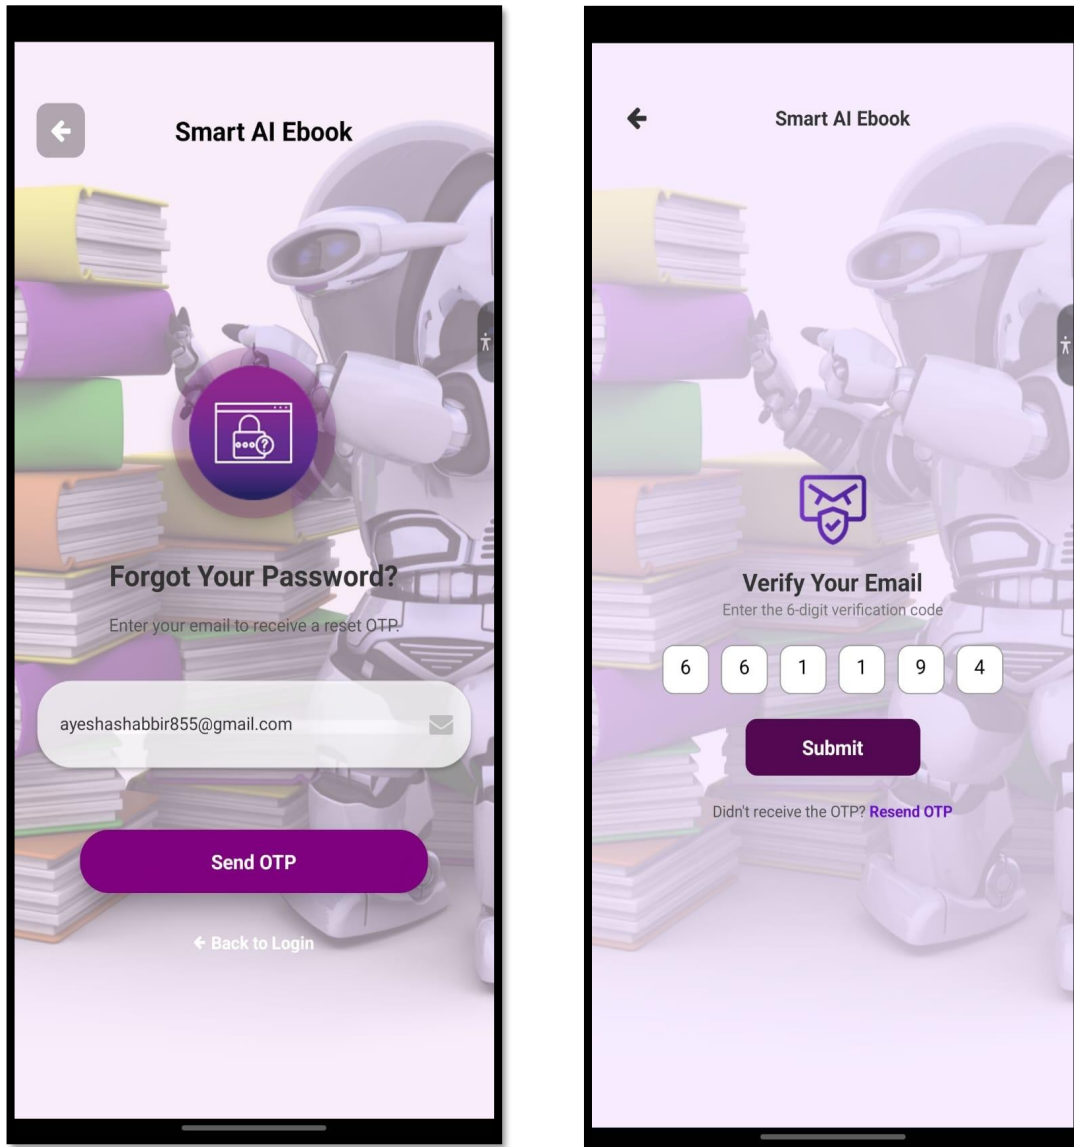 Smart AI Ebook
Forgot Your Password?
Enter your email to receive a reset OTP.
ayeshashabbir855@gmail.com
Send OTP
Back to Login
Smart AI Ebook
Verify Your Email
Enter the 6-digit verification code
6 6 1 1 9 4
Submit
Didn't receive the OTP? Resend OTP